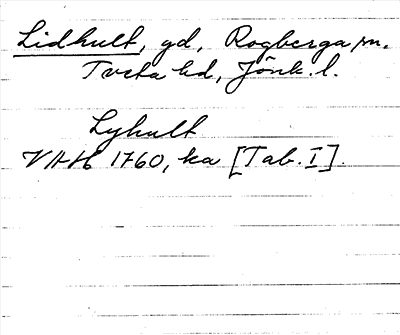 Lidhult, gd, Rogberga sn.
Tveta hd, Jönk. l.
Lyhult
VHH 1760, ka [Tab. I].